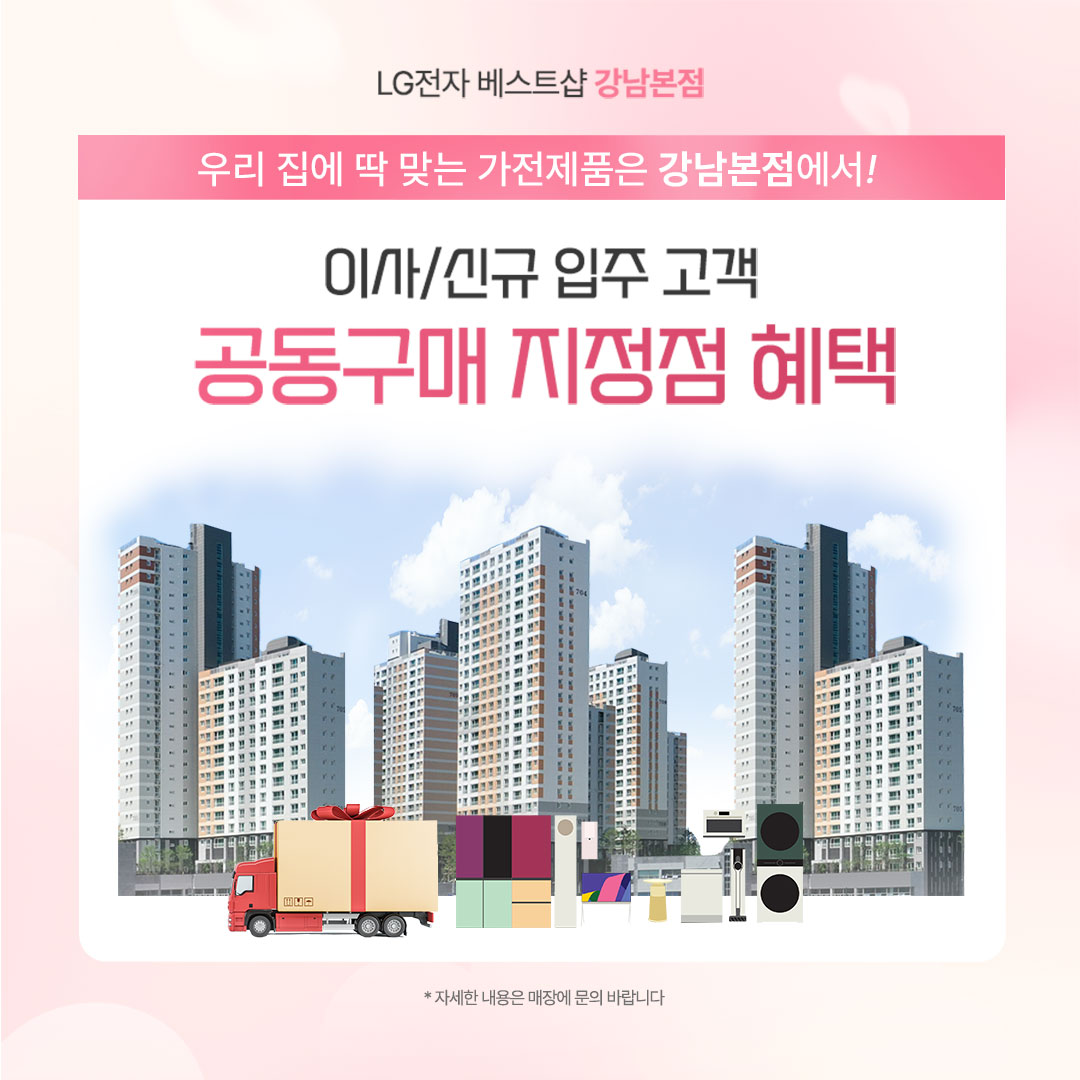 LG전자 베스트샵 강남본점
우리 집에 딱 맞는 가전제품은 강남본점에서!
이사/신규 입주 고객
공동구매 지정점 혜택
704
705
705
* 자세한 내용은 매장에 문의 바랍니다